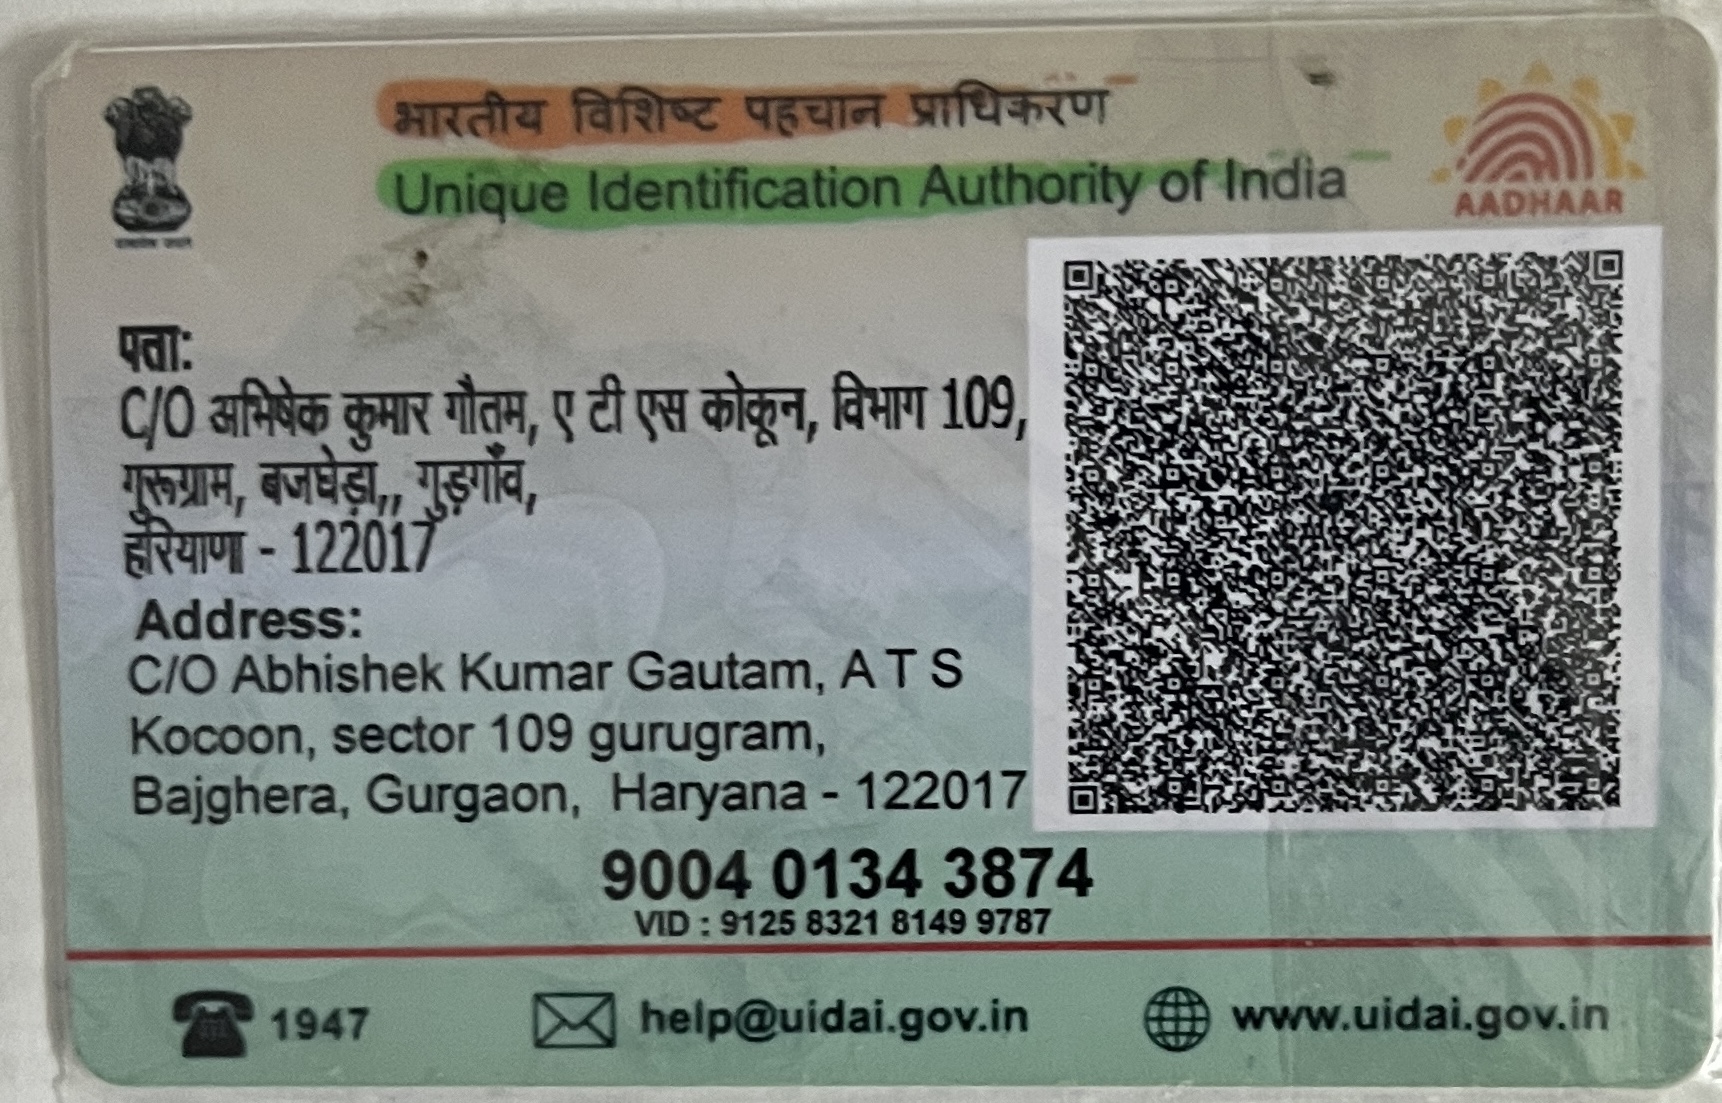 भारतीय विशिष्ट पहचान प्राधिकरण
Unique Identification Authority of India
AADHAAR
पता:
C/O अभिषेक कुमार गौतम, ए टी एस कोकून, विभाग 109,
गुरूग्राम, बजघेड़ा,, गुड़गाँव,
हरियाणा - 122017
Address:
C/O Abhishek Kumar Gautam, A T S
Kocoon, sector 109 gurugram,
Bajghera, Gurgaon, Haryana - 122017
9004 0134 3874
VID : 9125 8321 8149 9787
1947
help@uidai.gov.in
www.uidai.gov.in